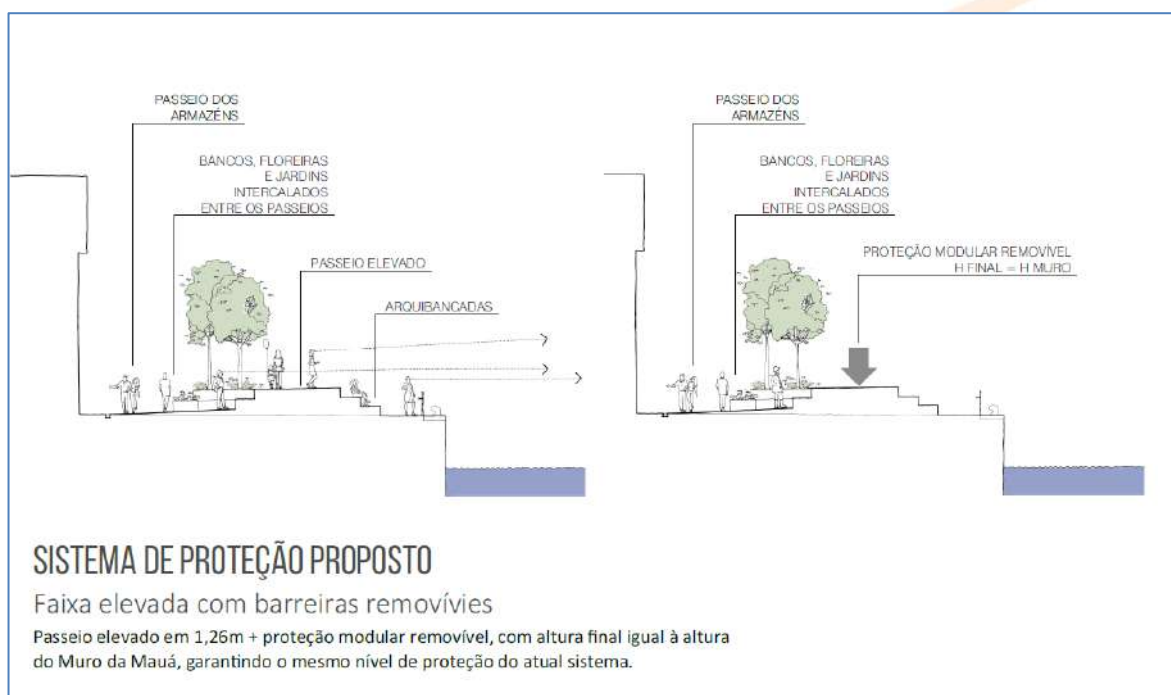 PASSEIO DOS
ARMAZÉNS
BANCOS, FLOREIRAS
E JARDINS
INTERCALADOS
ENTRE OS PASSEIOS
PASSEIO ELEVADO
ARQUIBANCADAS
PASSEIO DOS
ARMAZÉNS
BANCOS, FLOREIRAS
E JARDINS
INTERCALADOS
ENTRE OS PASSEIOS
PROTEÇÃO MODULAR REMOVÍVEL
H FINAL = H MURO
SISTEMA DE PROTEÇÃO PROPOSTO
Faixa elevada com barreiras removívies
Passeio elevado em 1,26m + proteção modular removível, com altura final igual à altura
do Muro da Mauá, garantindo o mesmo nível de proteção do atual sistema.